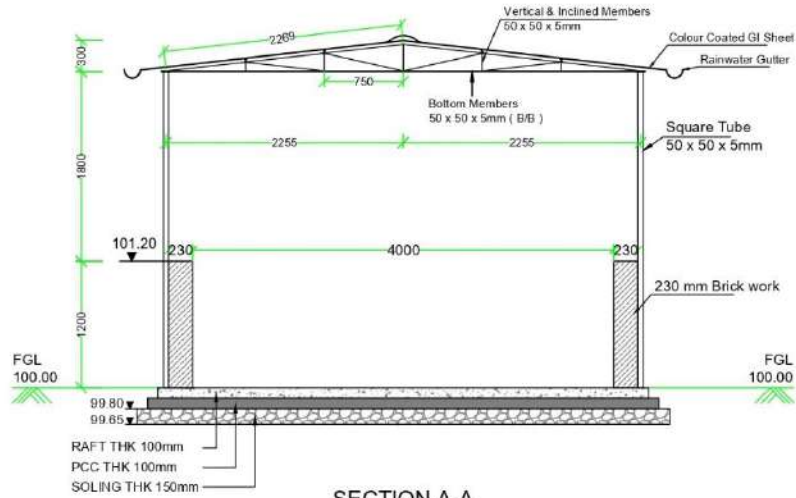 Vertical & Inclined Members
50 x 50 x 5mm
2269
300
Colour Coated GI Sheet
Rainwater Gutter
750
Bottom Members
50 x 50 x 5mm ( B/B )
Square Tube
50 x 50 x 5mm
2255
2255
1800
101.20
230
4000
230
230 mm Brick work
1200
FGL
100.00
FGL
100.00
99.80
99.65
RAFT THK 100mm
PCC THK 100mm
SOLING THK 150mm
SECTION A-A